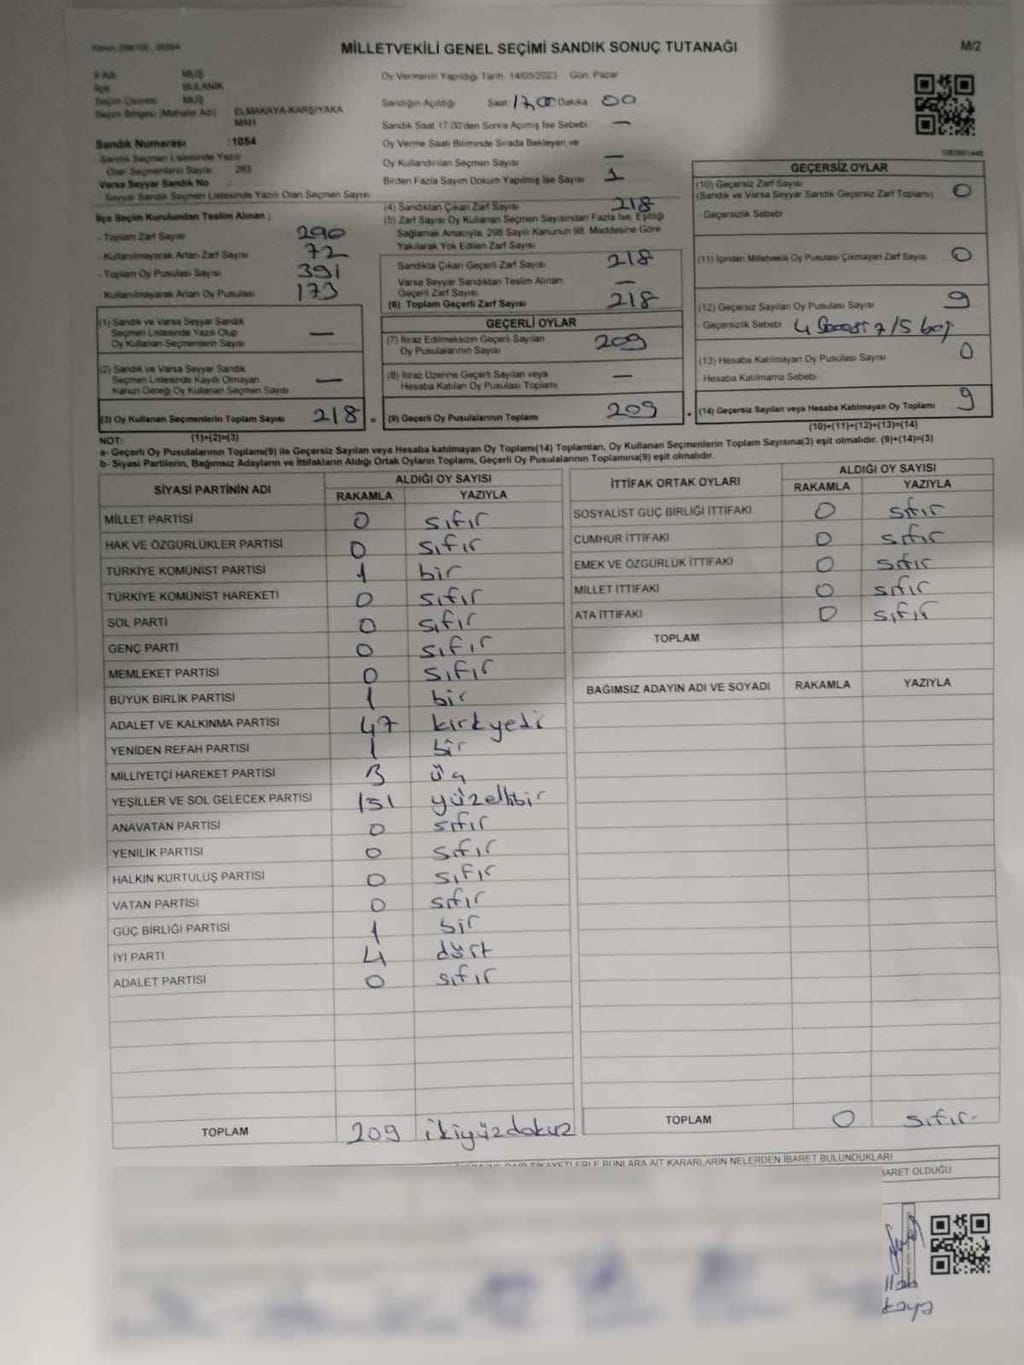 MİLLETVEKİLİ GENEL SEÇİMİ SANDIK SONUÇ TUTANAĞI
M/2
İli Adı MUŞ
İlçe BULANIK
Seçim Çevresi MUŞ
Seçim Bölgesi (Mahalle Adı) ELMAKAYA-KARŞIYAKA
MAH
Sandık Numarası :1054
Sandık Seçmen Listesinde Yazılı
Olan Seçmenlerin Sayısı 283
Varsa Seyyar Sandık No :
Seyyar Sandık Seçmen Listesinde Yazılı Olan Seçmen Sayısı
Oy Vermenin Yapıldığı Tarih: 14/05/2023 Gün: Pazar
Sandığın Açıldığı Saat 17,00 Dakika 00
Sandık Saat 17:00'den Sonra Açılmış İse Sebebi —
Oy Verme Saati Bitiminde Sırada Bekleyen ve
Oy Kullandırılan Seçmen Sayısı —
Birden Fazla Sayım Döküm Yapılmış İse Sayısı 1
İlçe Seçim Kurulundan Teslim Alınan ;
- Toplam Zarf Sayısı 290
- Kullanılmayarak Artan Zarf Sayısı 72
- Toplam Oy Pusulası Sayısı 391
- Kullanılmayarak Artan Oy Pusulası 173
(1) Sandık ve Varsa Seyyar Sandık
Seçmen Listesinde Yazılı Olup
Oy Kullanan Seçmenlerin Sayısı —
(2) Sandık ve Varsa Seyyar Sandık
Seçmen Listesinde Kayıtlı Olmayan
Kanun Gereği Oy Kullanan Seçmen Sayısı —
(3) Oy Kullanan Seçmenlerin Toplam Sayısı 218 =
(1)+(2)=(3)
(4) Sandıktan Çıkan Zarf Sayısı 218
(5) Zarf Sayısı Oy Kullanan Seçmen Sayısından Fazla İse, Eşitliği
Sağlamak Amacıyla, 298 Sayılı Kanunun 98. Maddesine Göre
Yakılarak Yok Edilen Zarf Sayısı
Sandıkta Çıkan Geçerli Zarf Sayısı 218
Varsa Seyyar Sandıktan Teslim Alınan
Geçerli Zarf Sayısı —
(6) Toplam Geçerli Zarf Sayısı 218
GEÇERLİ OYLAR
(7) İtiraz Edilmeksizin Geçerli Sayılan
Oy Pusulalarının Sayısı 209
(8) İtiraz Üzerine Geçerli Sayılan veya
Hesaba Katılan Oy Pusulası Toplamı —
(9) Geçerli Oy Pusulalarının Toplamı 209
GEÇERSİZ OYLAR
(10) Geçersiz Zarf Sayısı
(Sandık ve Varsa Seyyar Sandık Geçersiz Zarf Toplamı) 0
- Geçersizlik Sebebi
(11) İçinden Milletvekili Oy Pusulası Çıkmayan Zarf Sayısı 0
(12) Geçersiz Sayılan Oy Pusulası Sayısı 9
- Geçersizlik Sebebi 4 /5 boş
(13) Hesaba Katılmayan Oy Pusulası Sayısı 0
Hesaba Katılmama Sebebi
(14) Geçersiz Sayılan veya Hesaba Katılmayan Oy Toplamı 9
(10)+(11)+(12)+(13)=(14)
NOT:
a- Geçerli Oy Pusulalarının Toplamı(9) ile Geçersiz Sayılan veya Hesaba katılmayan Oy Toplamı(14) Toplamları, Oy Kullanan Seçmenlerin Toplam Sayısına(3) eşit olmalıdır. (9)+(14)=(3)
b- Siyasi Partilerin, Bağımsız Adayların ve İttifakların Aldığı Ortak Oyların Toplamı, Geçerli Oy Pusulalarının Toplamına(9) eşit olmalıdır.
SİYASİ PARTİNİN ADI ALDIĞI OY SAYISI
RAKAMLA YAZIYLA
MİLLET PARTİSİ 0 sıfır
HAK VE ÖZGÜRLÜKLER PARTİSİ 0 sıfır
TÜRKİYE KOMÜNİST PARTİSİ 1 bir
TÜRKİYE KOMÜNİST HAREKETİ 0 sıfır
SOL PARTİ 0 sıfır
GENÇ PARTİ 0 sıfır
MEMLEKET PARTİSİ 0 sıfır
BÜYÜK BİRLİK PARTİSİ 1 bir
ADALET VE KALKINMA PARTİSİ 47 kırkyedi
YENİDEN REFAH PARTİSİ 1 bir
MİLLİYETÇİ HAREKET PARTİSİ 3 üç
YEŞİLLER VE SOL GELECEK PARTİSİ 151 yüzellibir
ANAVATAN PARTİSİ 0 sıfır
YENİLİK PARTİSİ 0 sıfır
HALKIN KURTULUŞ PARTİSİ 0 sıfır
VATAN PARTİSİ 0 sıfır
GÜÇ BİRLİĞİ PARTİSİ 1 bir
İYİ PARTİ 4 dört
ADALET PARTİSİ 0 sıfır
TOPLAM 209 ikiyüzdokuz
İTTİFAK ORTAK OYLARI ALDIĞI OY SAYISI
RAKAMLA YAZIYLA
SOSYALİST GÜÇ BİRLİĞİ İTTİFAKI 0 sıfır
CUMHUR İTTİFAKI 0 sıfır
EMEK VE ÖZGÜRLÜK İTTİFAKI 0 sıfır
MİLLET İTTİFAKI 0 sıfır
ATA İTTİFAKI 0 sıfır
TOPLAM
BAĞIMSIZ ADAYIN ADI VE SOYADI RAKAMLA YAZIYLA
TOPLAM 0 sıfır
ŞİKAYETLERLE BUNLARA AİT KARARLARIN NELERDEN İBARET BULUNDUKLARI
İBARET OLDUĞU
kaya